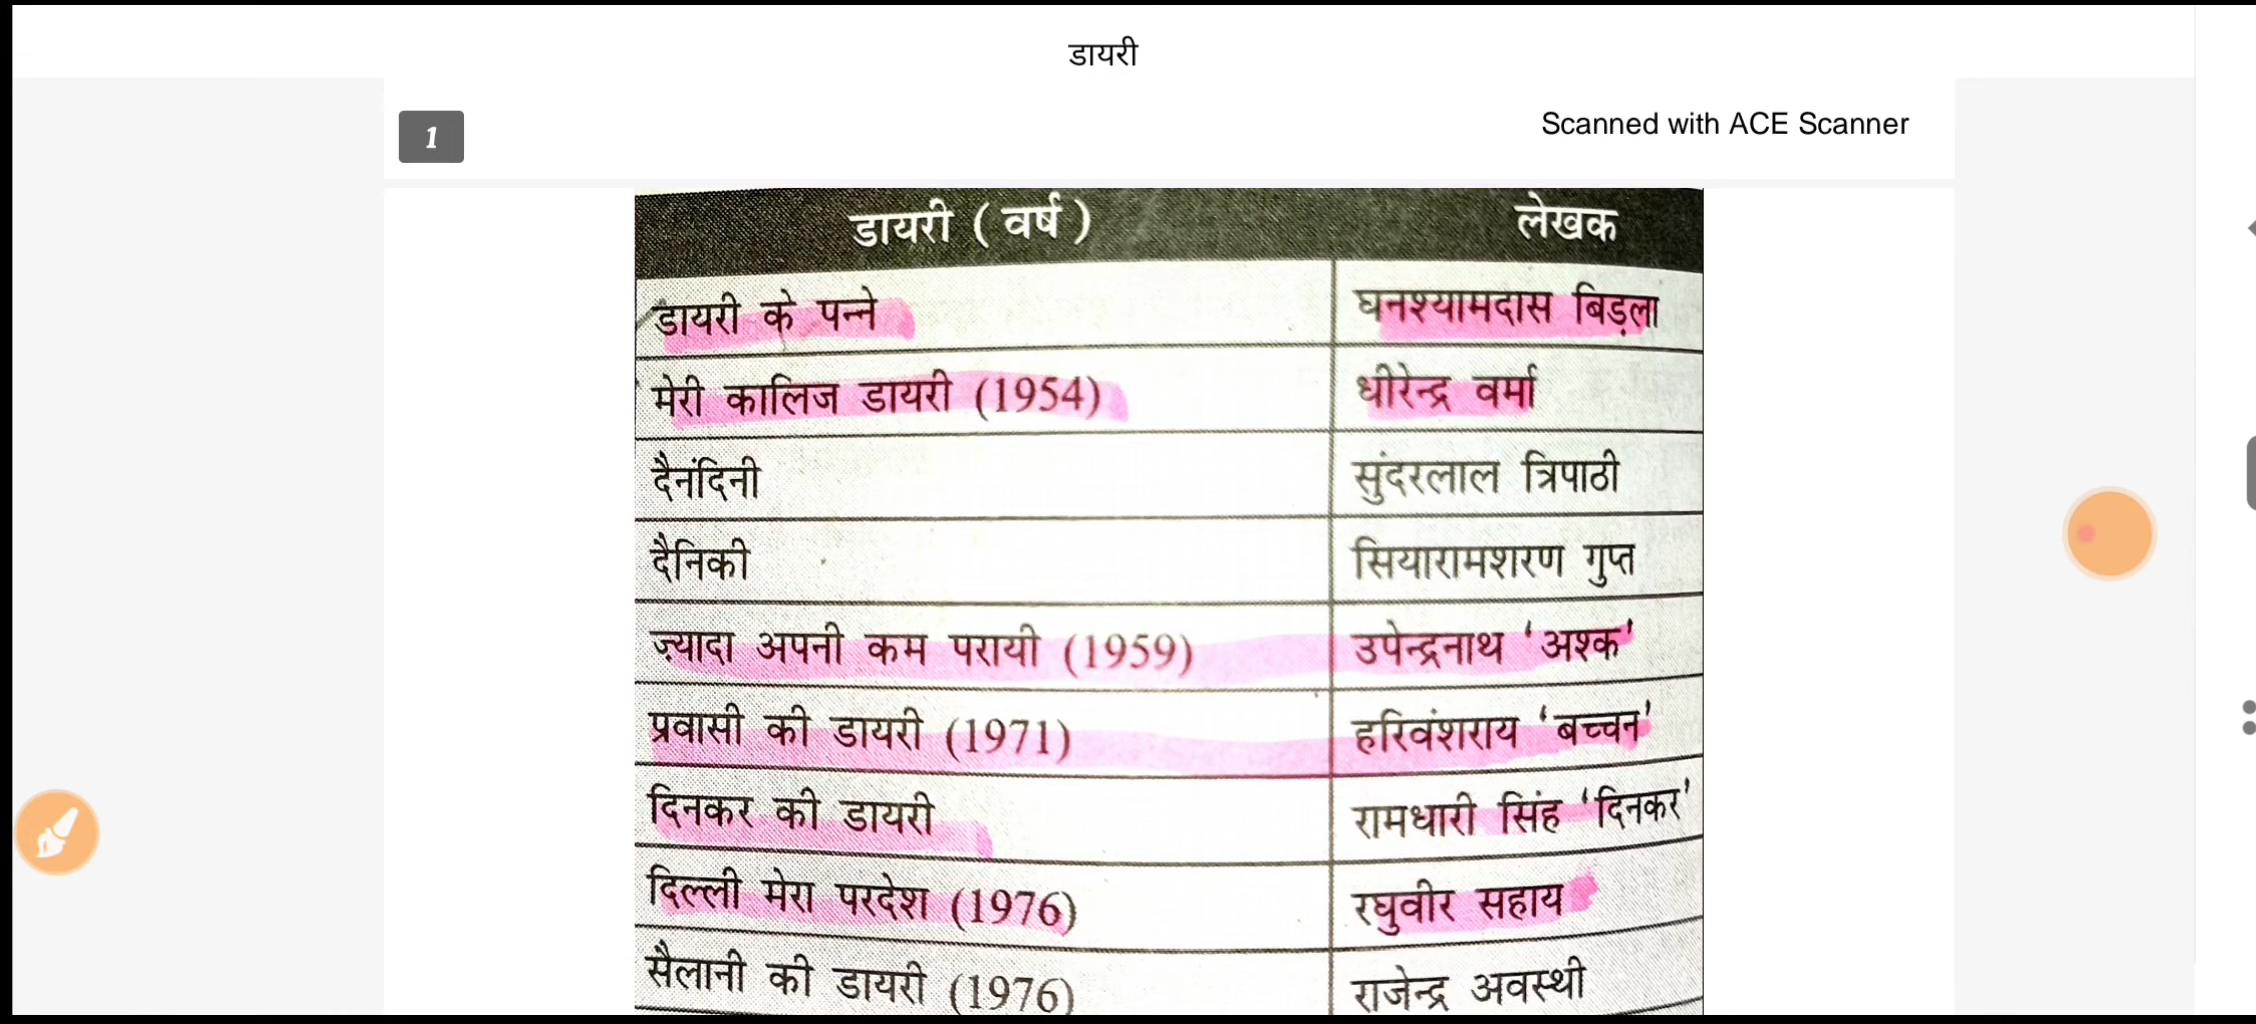 डायरी
1
Scanned with ACE Scanner
डायरी ( वर्ष ) लेखक
डायरी के पन्ने घनश्यामदास बिड़ला
मेरी कालिज डायरी (1954) धीरेन्द्र वर्मा
दैनंदिनी सुंदरलाल त्रिपाठी
दैनिकी सियारामशरण गुप्त
ज़्यादा अपनी कम परायी (1959) उपेन्द्रनाथ ‘अश्क’
प्रवासी की डायरी (1971) हरिवंशराय ‘बच्चन’
दिनकर की डायरी रामधारी सिंह ‘दिनकर’
दिल्ली मेरा परदेश (1976) रघुवीर सहाय
सैलानी की डायरी (1976) राजेन्द्र अवस्थी